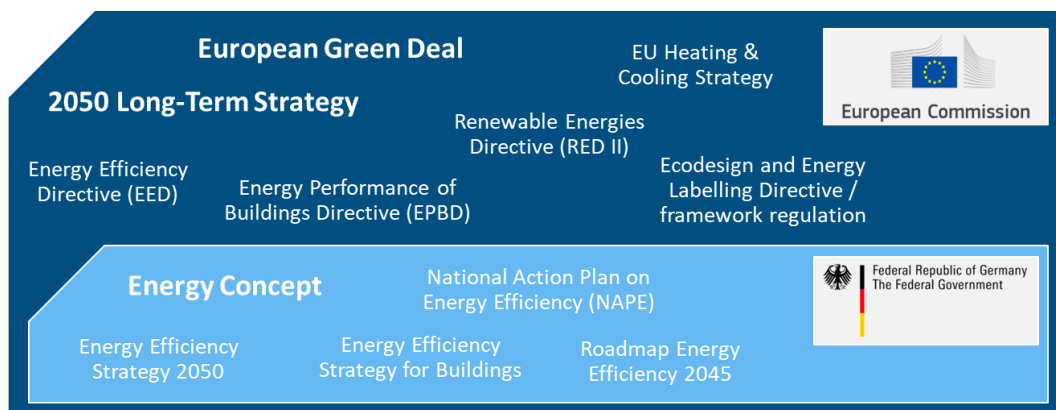 European Green Deal
EU Heating &
Cooling Strategy
European Commission
2050 Long-Term Strategy
Renewable Energies
Directive (RED II)
Energy Efficiency
Directive (EED)
Energy Performance of
Buildings Directive (EPBD)
Ecodesign and Energy
Labelling Directive /
framework regulation
Energy Concept
National Action Plan on
Energy Efficiency (NAPE)
Federal Republic of Germany
The Federal Government
Energy Efficiency
Strategy 2050
Energy Efficiency
Strategy for Buildings
Roadmap Energy
Efficiency 2045